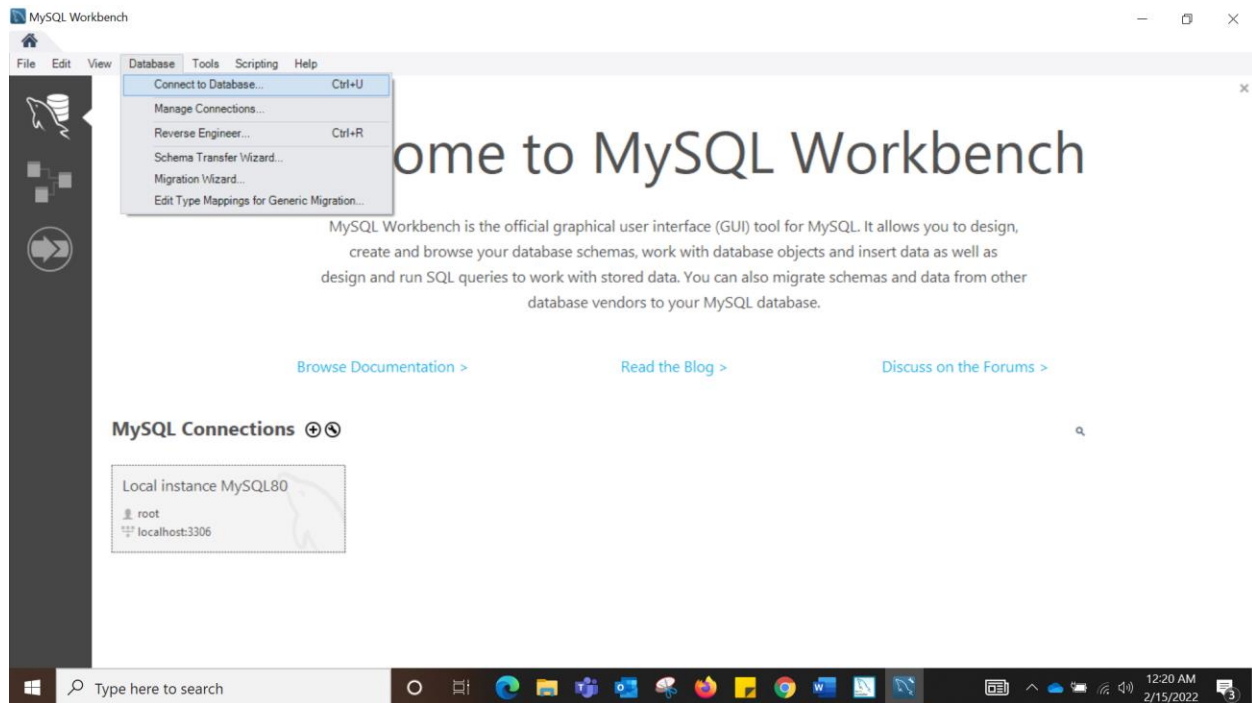 MySQL Workbench
File Edit View Database Tools Scripting Help
Connect to Database... Ctrl+U
Manage Connections...
Reverse Engineer... Ctrl+R
Schema Transfer Wizard...
Migration Wizard...
Edit Type Mappings for Generic Migration...
ome to MySQL Workbench
MySQL Workbench is the official graphical user interface (GUI) tool for MySQL. It allows you to design,
create and browse your database schemas, work with database objects and insert data as well as
design and run SQL queries to work with stored data. You can also migrate schemas and data from other
database vendors to your MySQL database.
Browse Documentation > Read the Blog > Discuss on the Forums >
MySQL Connections
Local instance MySQL80
root
localhost:3306
Type here to search
12:20 AM
2/15/2022
3